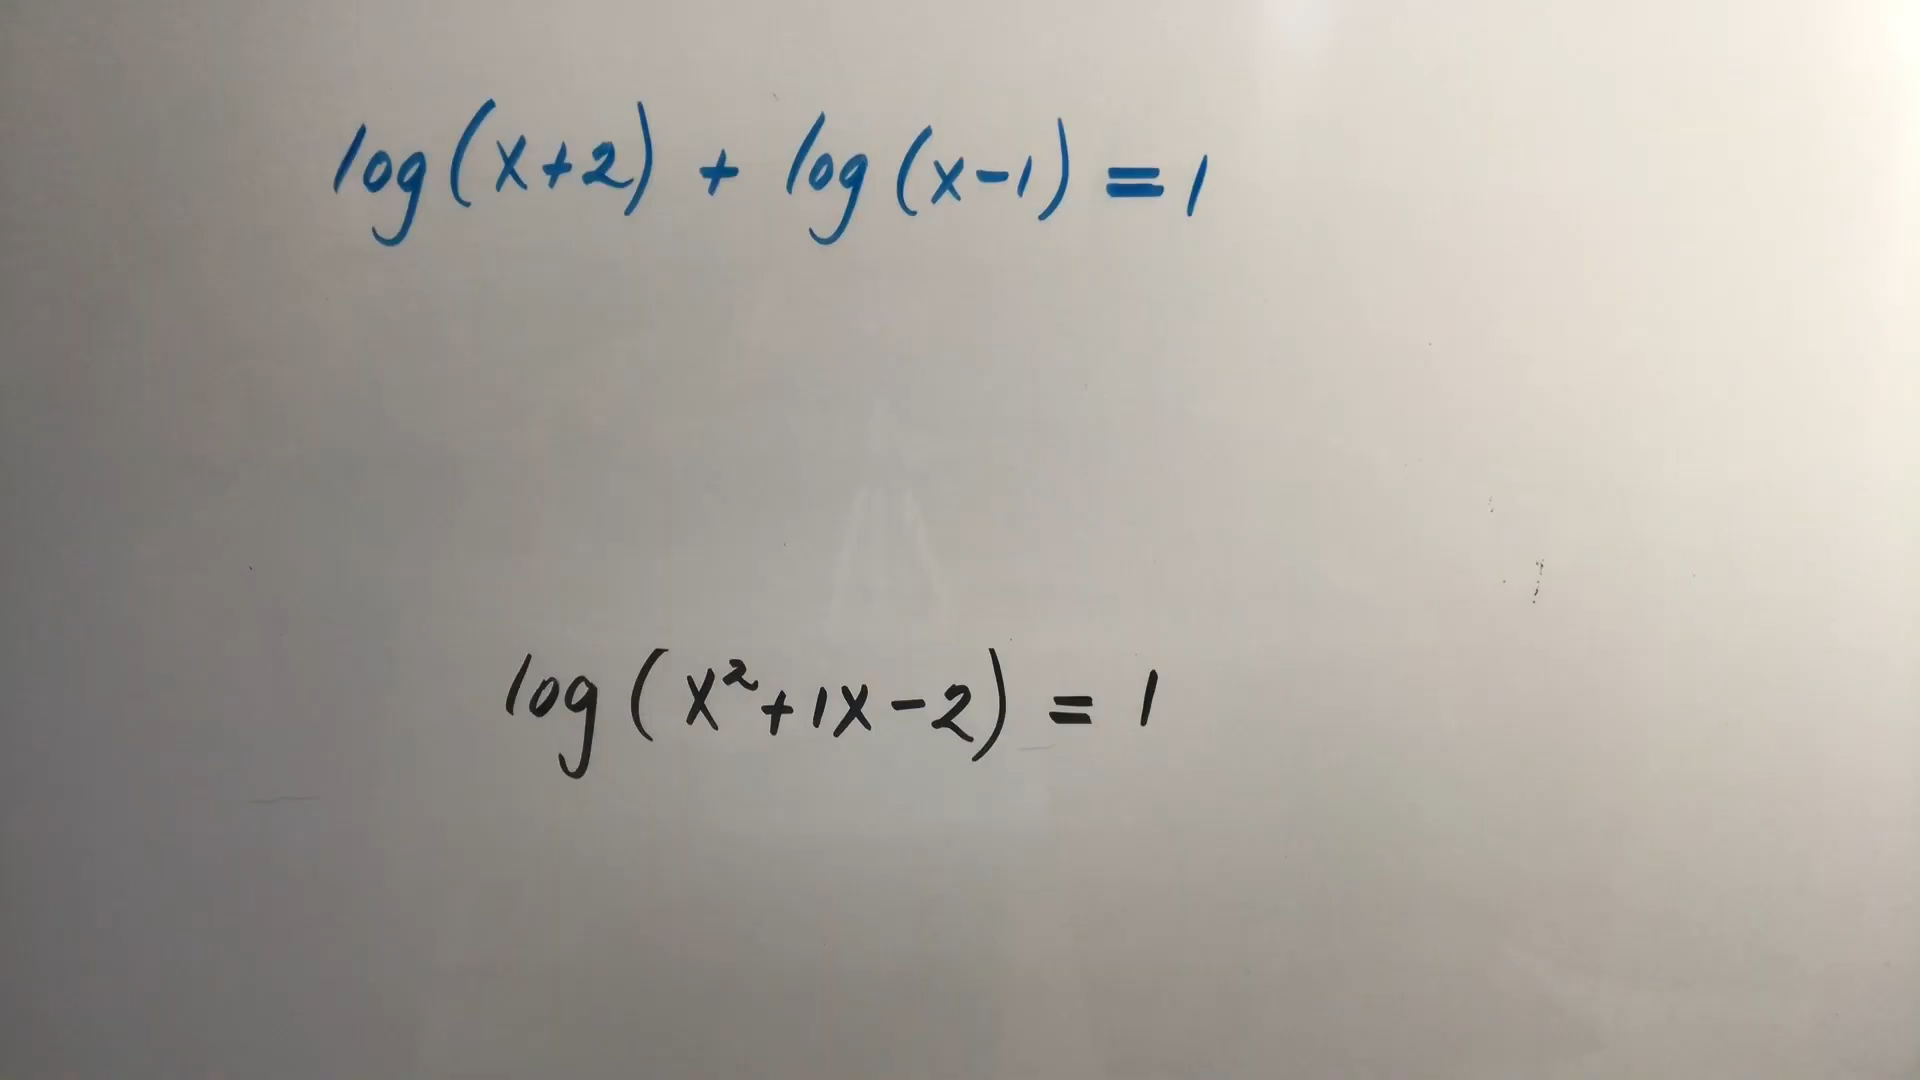 log(x+2) + log(x-1) = 1
log(x²+1x-2) = 1